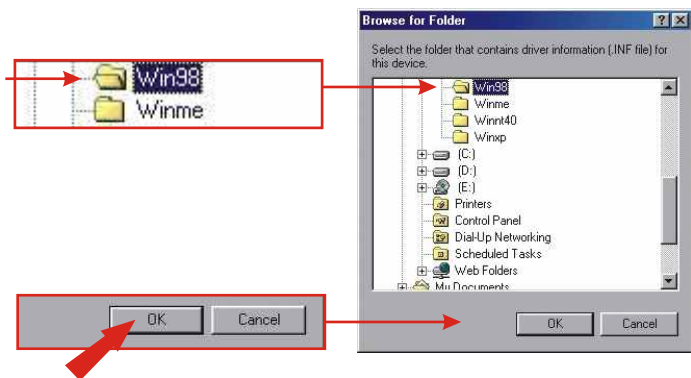 Win98
Winme
OK
Cancel
Browse for Folder
Select the folder that contains driver information (.INF file) for
this device.
Win98
Winme
Winnt40
Winxp
(C:)
(D:)
(E:)
Printers
Control Panel
Dial-Up Networking
Scheduled Tasks
Web Folders
My Documents
OK
Cancel